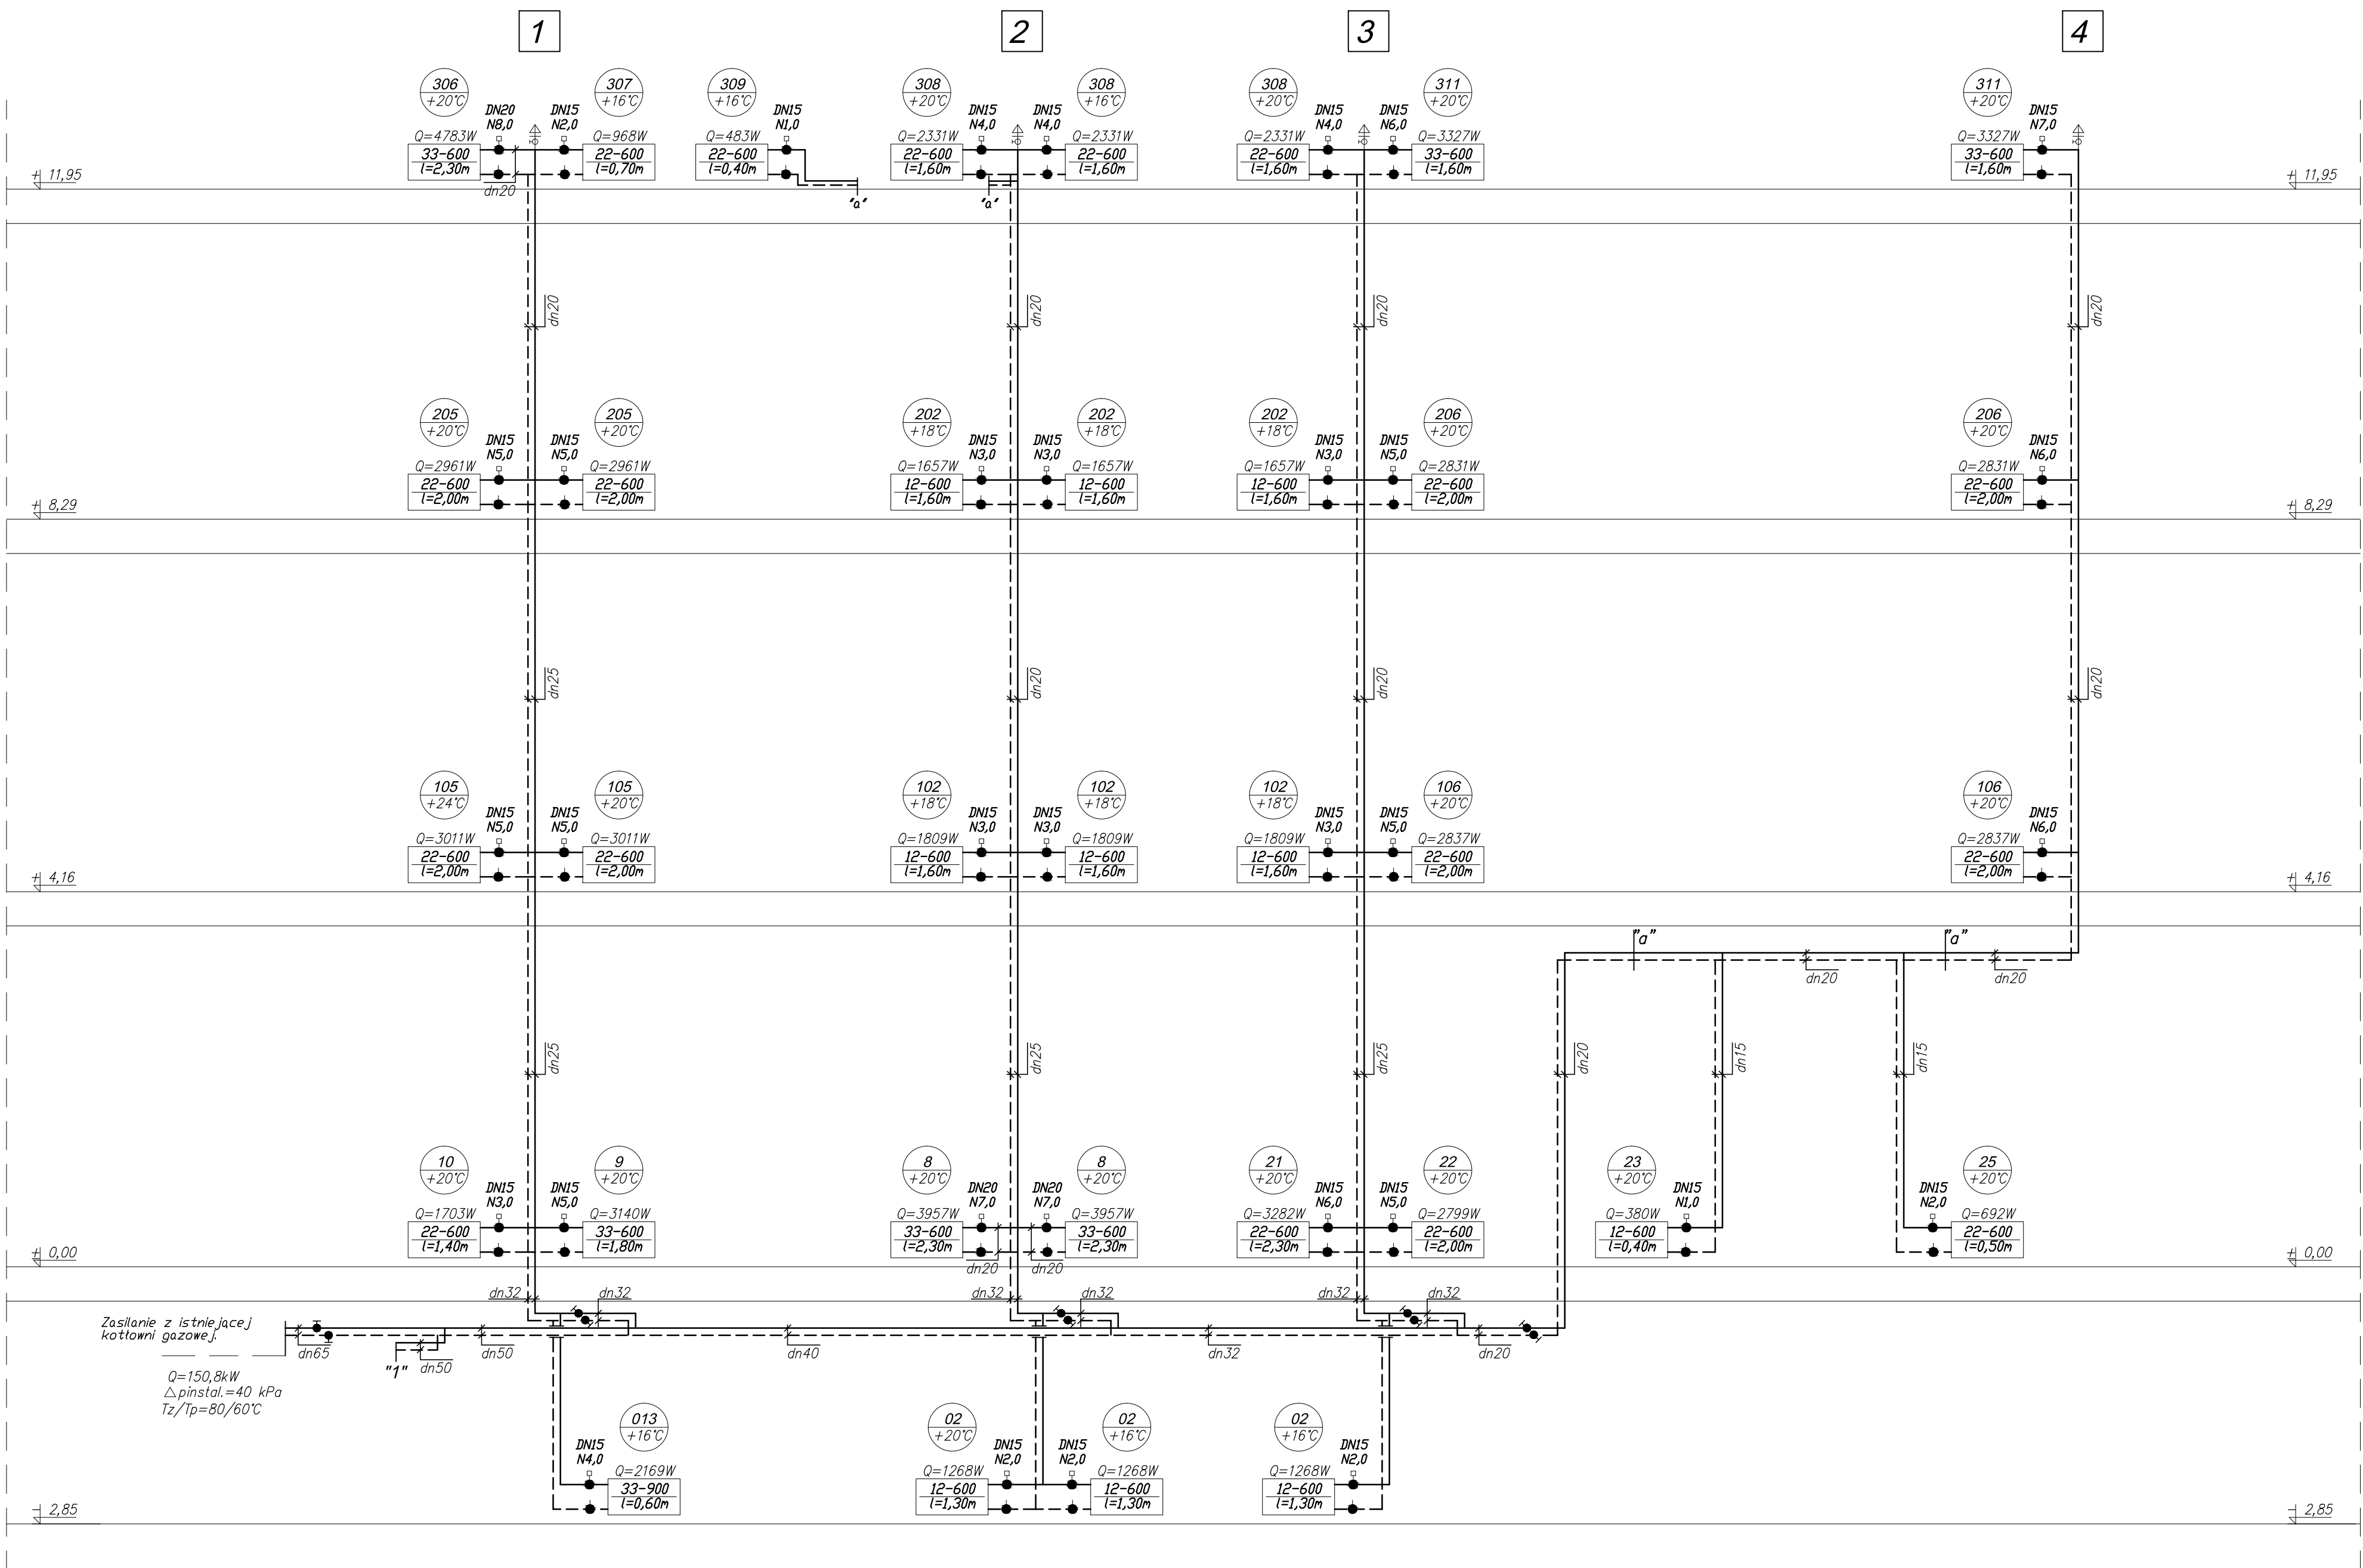 1 2 3 4
306 307 309 308 308 308 311 311
+20°C +16°C +16°C +20°C +16°C +20°C +20°C +20°C
DN20 DN15 DN15 DN15 DN15 DN15 DN15 DN15
N8,0 N2,0 N1,0 N4,0 N4,0 N4,0 N6,0 N7,0
Q=4783W Q=968W Q=483W Q=2331W Q=2331W Q=2331W Q=3327W Q=3327W
33-600 22-600 22-600 22-600 22-600 22-600 33-600 33-600
l=2,30m l=0,70m l=0,40m l=1,60m l=1,60m l=1,60m l=1,60m l=1,60m
+ 11,95 + 11,95
dn20
"a" "a"
dn20 dn20 dn20 dn20
205 205 202 202 202 206 206
+20°C +20°C +18°C +18°C +18°C +20°C +20°C
DN15 DN15 DN15 DN15 DN15 DN15 DN15
N5,0 N5,0 N3,0 N3,0 N3,0 N5,0 N6,0
Q=2961W Q=2961W Q=1657W Q=1657W Q=1657W Q=2831W Q=2831W
22-600 22-600 12-600 12-600 12-600 22-600 22-600
l=2,00m l=2,00m l=1,60m l=1,60m l=1,60m l=2,00m l=2,00m
+ 8,29 + 8,29
dn25 dn20 dn20 dn20
105 105 102 102 102 106 106
+24°C +20°C +18°C +18°C +18°C +20°C +20°C
DN15 DN15 DN15 DN15 DN15 DN15 DN15
N5,0 N5,0 N3,0 N3,0 N3,0 N5,0 N6,0
Q=3011W Q=3011W Q=1809W Q=1809W Q=1809W Q=2837W Q=2837W
22-600 22-600 12-600 12-600 12-600 22-600 22-600
l=2,00m l=2,00m l=1,60m l=1,60m l=1,60m l=2,00m l=2,00m
+ 4,16 + 4,16
"a" "a"
dn20 dn20
dn25 dn25 dn25 dn20 dn15 dn15
10 9 8 8 21 22 23 25
+20°C +20°C +20°C +20°C +20°C +20°C +20°C +20°C
DN15 DN15 DN20 DN20 DN15 DN15 DN15 DN15
N3,0 N5,0 N7,0 N7,0 N6,0 N5,0 N1,0 N2,0
Q=1703W Q=3140W Q=3957W Q=3957W Q=3282W Q=2799W Q=380W Q=692W
22-600 33-600 33-600 33-600 22-600 22-600 12-600 22-600
l=1,40m l=1,80m l=2,30m l=2,30m l=2,30m l=2,00m l=0,40m l=0,50m
+ 0,00 + 0,00
dn20 dn20
dn32 dn32 dn32 dn32 dn32 dn32
Zasilanie z istniejącej
kotłowni gazowej.
dn65 "1" dn50 dn50 dn40 dn32 dn20
Q=150,8kW
△pinstal.=40 kPa
Tz/Tp=80/60°C
013 02 02 02
+16°C +20°C +16°C +16°C
DN15 DN15 DN15 DN15
N4,0 N2,0 N2,0 N2,0
Q=2169W Q=1268W Q=1268W Q=1268W
33-900 12-600 12-600 12-600
l=0,60m l=1,30m l=1,30m l=1,30m
- 2,85 - 2,85